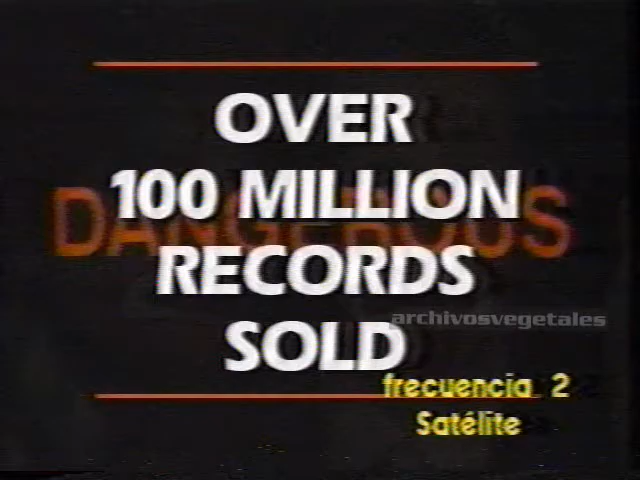 OVER
100 MILLION
DANGEROUS
RECORDS
SOLD
archivosvegetales
frecuencia 2
Satélite